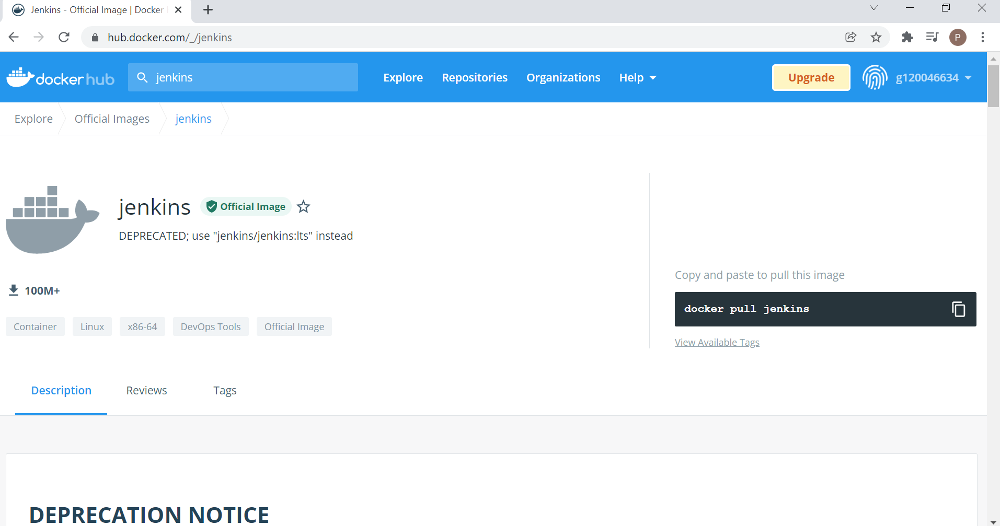 Jenkins - Official Image | Docker
hub.docker.com/_/jenkins
P
dockerhub
jenkins
Explore
Repositories
Organizations
Help
Upgrade
g120046634
Explore
Official Images
jenkins
jenkins
Official Image
DEPRECATED; use "jenkins/jenkins:lts" instead
100M+
Container
Linux
x86-64
DevOps Tools
Official Image
Copy and paste to pull this image
docker pull jenkins
View Available Tags
Description
Reviews
Tags
DEPRECATION NOTICE